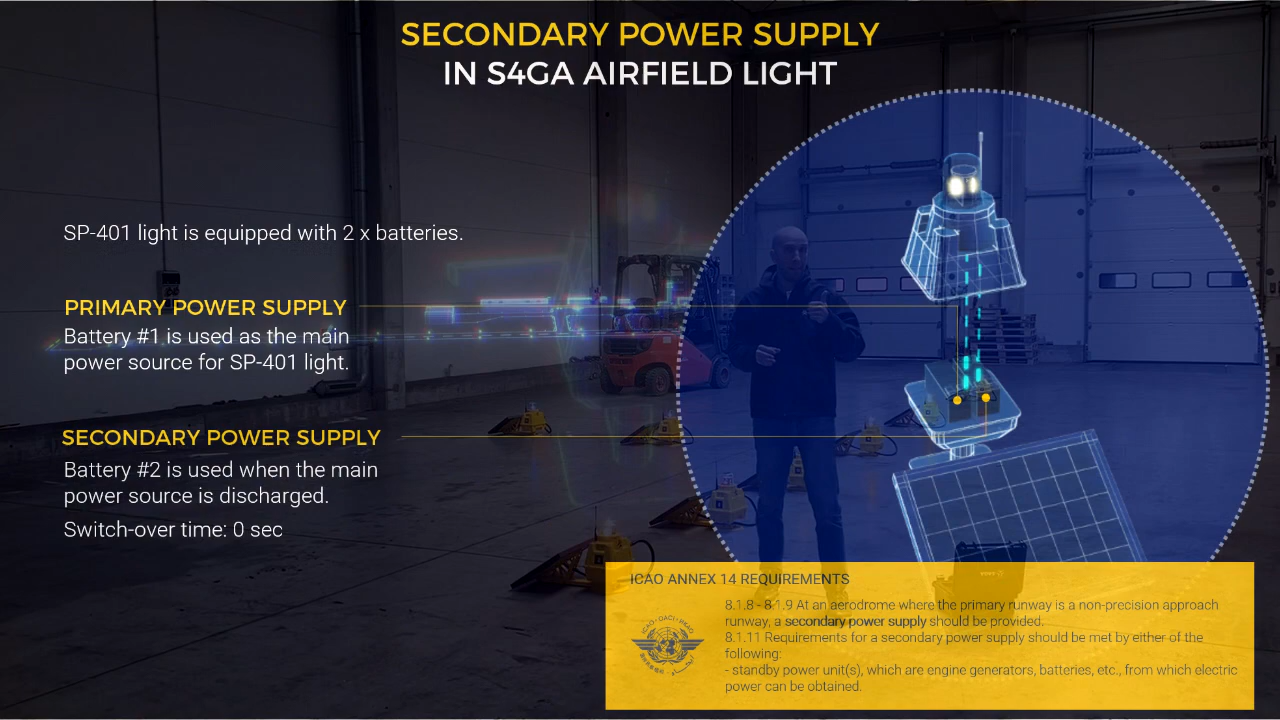 SECONDARY POWER SUPPLY
IN S4GA AIRFIELD LIGHT
SP-401 light is equipped with 2 x batteries.
PRIMARY POWER SUPPLY
Battery #1 is used as the main
power source for SP-401 light.
SECONDARY POWER SUPPLY
Battery #2 is used when the main
power source is discharged.
Switch-over time: 0 sec
ICAO ANNEX 14 REQUIREMENTS
8.1.8 - 8.1.9 At an aerodrome where the primary runway is a non-precision approach
runway, a secondary power supply should be provided.
8.1.11 Requirements for a secondary power supply should be met by either of the
following:
- standby power unit(s), which are engine generators, batteries, etc., from which electric
power can be obtained.
ICAO · OACI · ИКАО